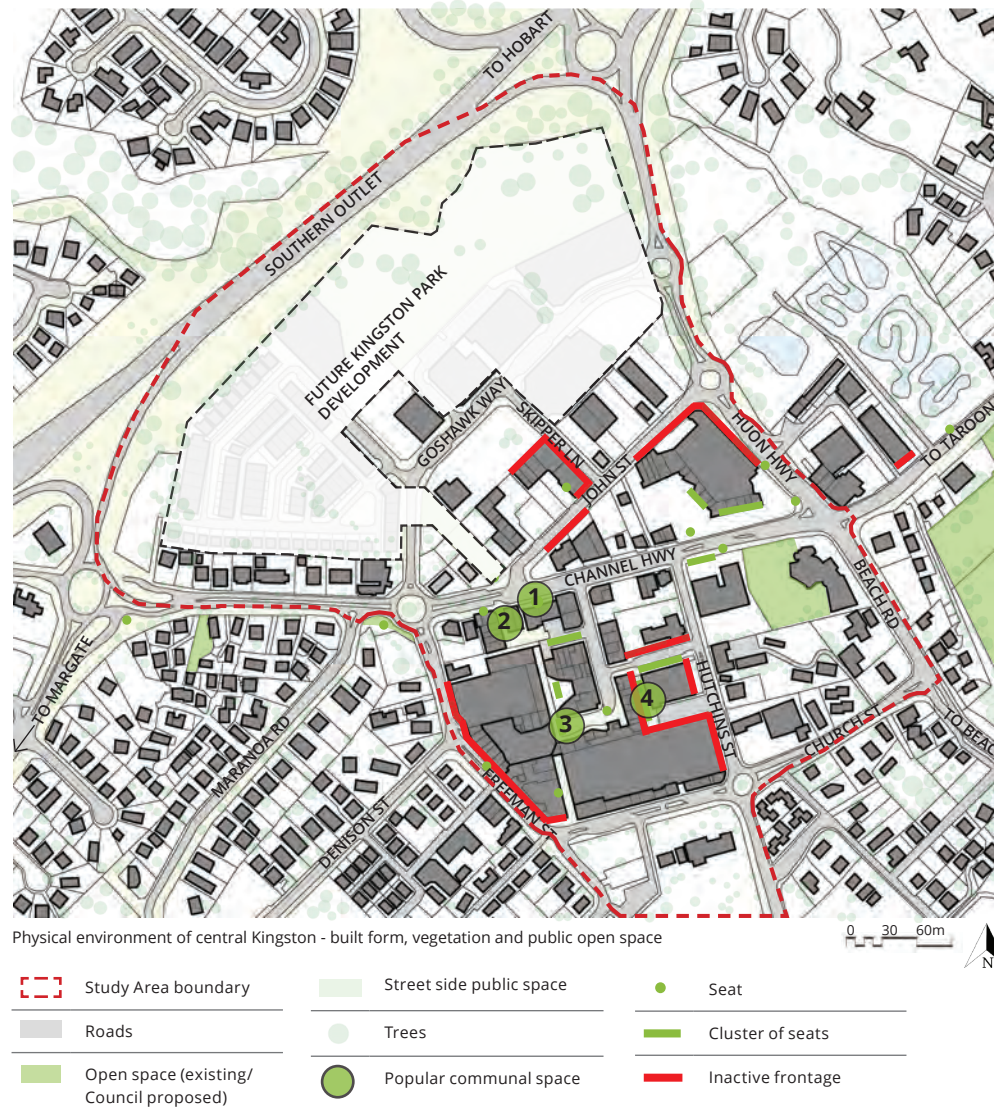 TO HOBART
SOUTHERN OUTLET
FUTURE KINGSTON PARK
DEVELOPMENT
GOSHAWK WAY
SKIPPER LN
JOHN ST
HUON HWY
TO TAROON
CHANNEL HWY
BEACH RD
1
2
3
4
HUTCHINS ST
CHURCH ST
TO BEAC
TO MARGATE
MARANOA RD
DENISON ST
FREEMAN ST
Physical environment of central Kingston - built form, vegetation and public open space
0 30 60m
N
Study Area boundary
Street side public space
Seat
Roads
Trees
Cluster of seats
Open space (existing/
Council proposed)
Popular communal space
Inactive frontage